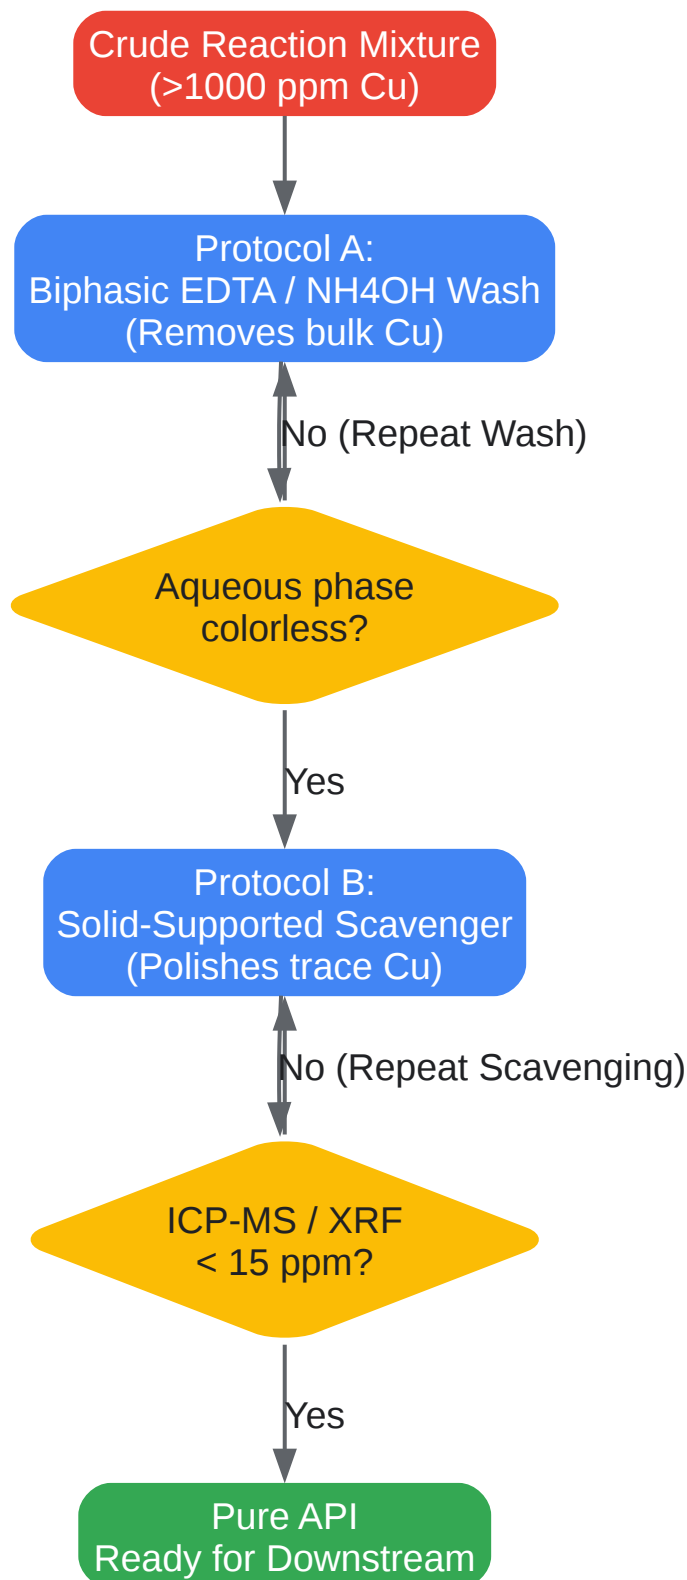 Crude Reaction Mixture
(>1000 ppm Cu)
Protocol A:
Biphasic EDTA / NH4OH Wash
(Removes bulk Cu)
No (Repeat Wash)
Aqueous phase
colorless?
Yes
Protocol B:
Solid-Supported Scavenger
(Polishes trace Cu)
No (Repeat Scavenging)
ICP-MS / XRF
< 15 ppm?
Yes
Pure API
Ready for Downstream